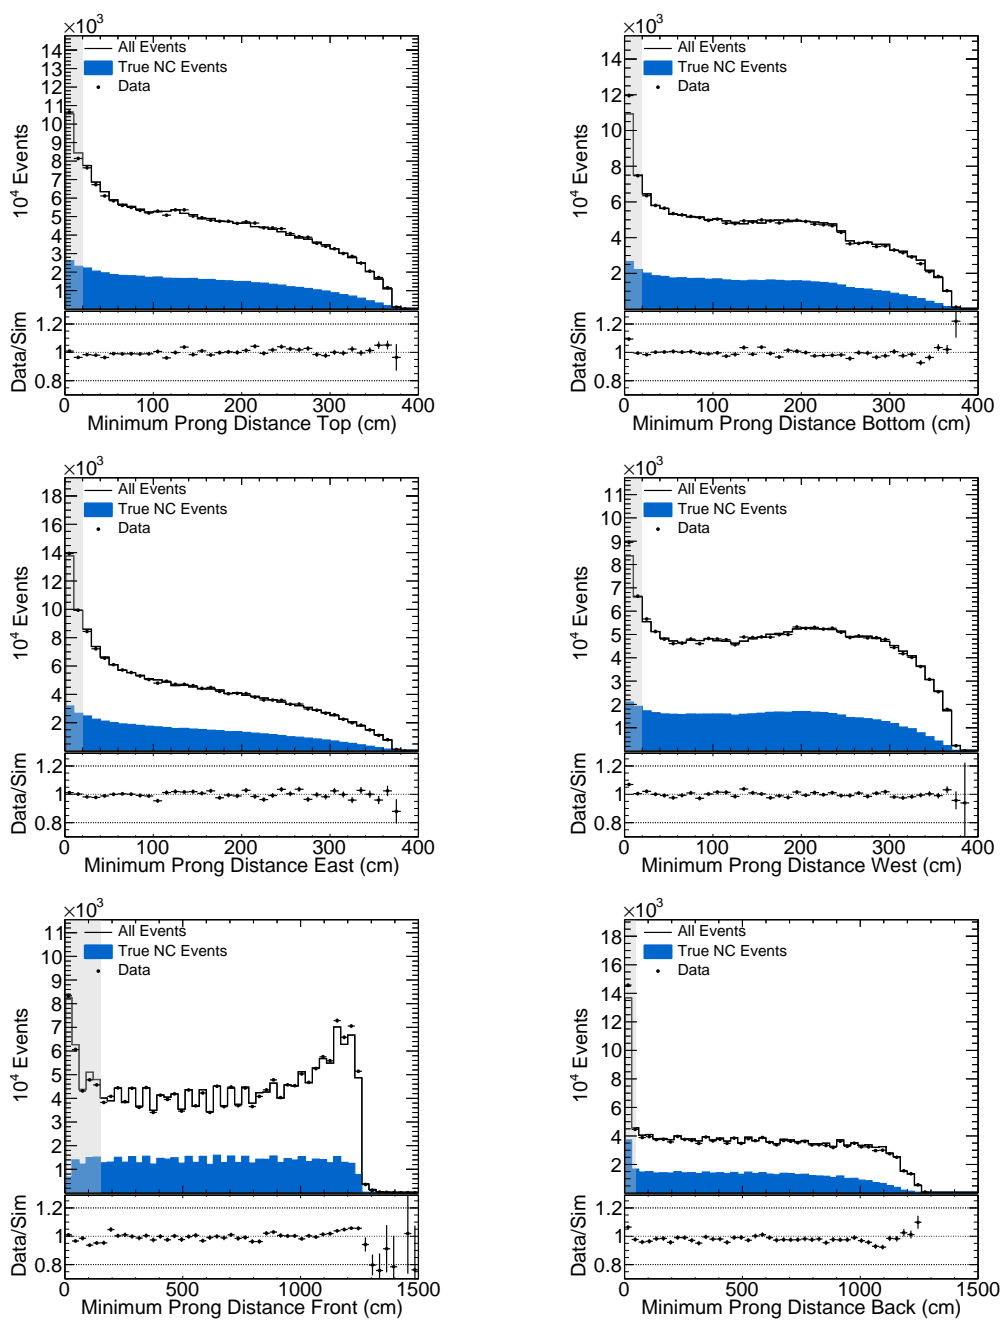 ×10³
14
13
12
11
10
9
8
7
6
5
4
3
2
1
10⁴ Events
All Events
True NC Events
Data
1.2
1
0.8
Data/Sim
0 100 200 300 400
Minimum Prong Distance Top (cm)
×10³
14
12
10
8
6
4
2
10⁴ Events
All Events
True NC Events
Data
1.2
1
0.8
Data/Sim
0 100 200 300 400
Minimum Prong Distance Bottom (cm)
×10³
18
16
14
12
10
8
6
4
2
10⁴ Events
All Events
True NC Events
Data
1.2
1
0.8
Data/Sim
0 100 200 300 400
Minimum Prong Distance East (cm)
×10³
11
10
9
8
7
6
5
4
3
2
1
10⁴ Events
All Events
True NC Events
Data
1.2
1
0.8
Data/Sim
0 100 200 300 400
Minimum Prong Distance West (cm)
×10³
11
10
9
8
7
6
5
4
3
2
1
10⁴ Events
All Events
True NC Events
Data
1.2
1
0.8
Data/Sim
0 500 1000 1500
Minimum Prong Distance Front (cm)
×10³
18
16
14
12
10
8
6
4
2
10⁴ Events
All Events
True NC Events
Data
1.2
1
0.8
Data/Sim
0 500 1000 1500
Minimum Prong Distance Back (cm)